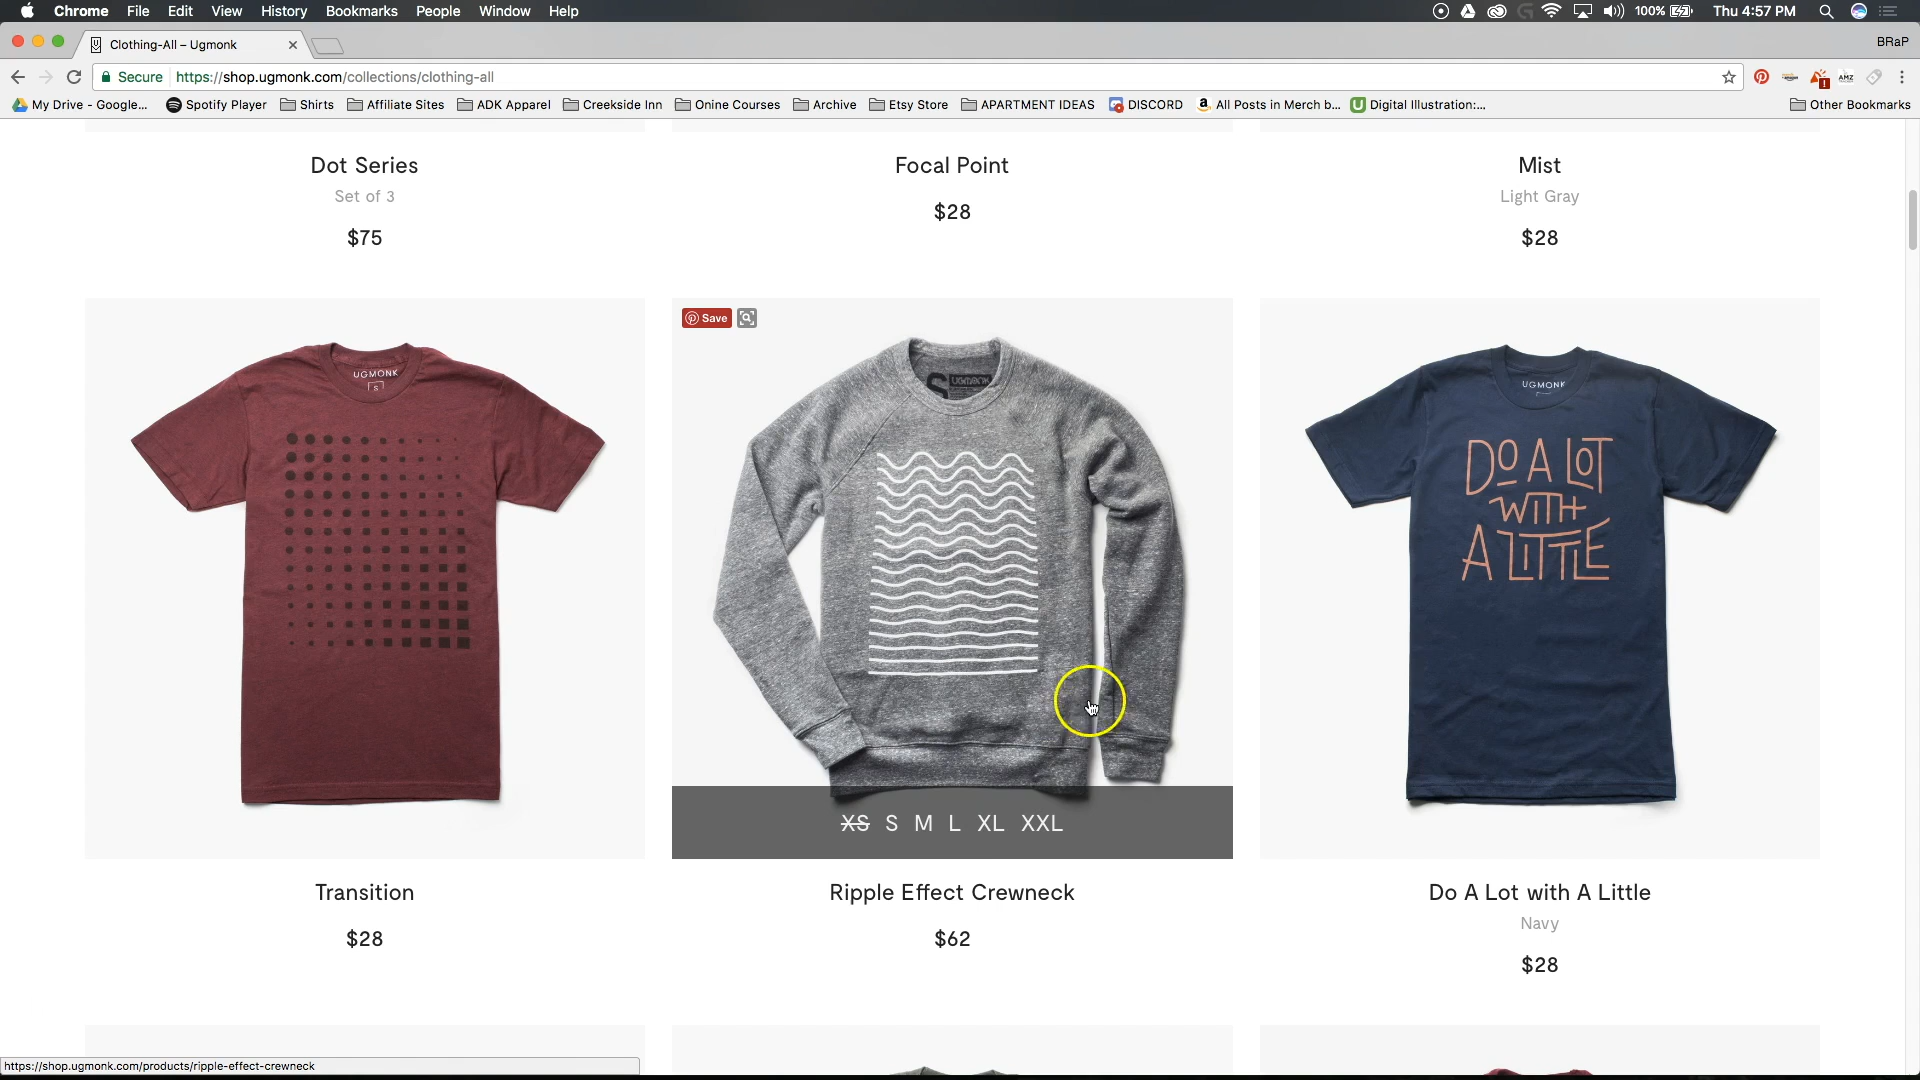 Chrome File Edit View History Bookmarks People Window Help 100% Thu 4:57 PM
Clothing-All – Ugmonk BRaP
Secure https://shop.ugmonk.com/collections/clothing-all AMZ
My Drive - Google... Spotify Player Shirts Affiliate Sites ADK Apparel Creekside Inn Onine Courses Archive Etsy Store APARTMENT IDEAS DISCORD All Posts in Merch b... Digital Illustration:... Other Bookmarks
Dot Series
Set of 3
$75
Focal Point
$28
Mist
Light Gray
$28
UGMONK
S
Save
UGMONK
UGMONK
DO A LOT
WITH
A LITTLE
XS S M L XL XXL
Transition
$28
Ripple Effect Crewneck
$62
Do A Lot with A Little
Navy
$28
https://shop.ugmonk.com/products/ripple-effect-crewneck